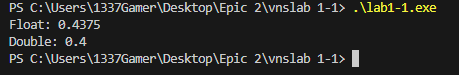 PS C:\Users\1337Gamer\Desktop\Epic 2\vnslab 1-1> .\lab1-1.exe
Float: 0.4375
Double: 0.4
PS C:\Users\1337Gamer\Desktop\Epic 2\vnslab 1-1>